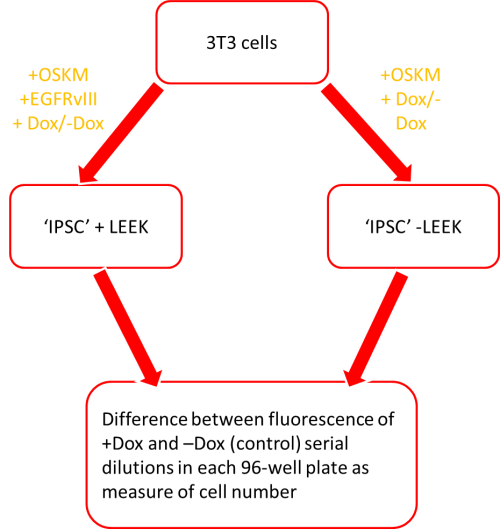 3T3 cells
+OSKM
+EGFRvIII
+ Dox/-Dox
+OSKM
+ Dox/-
Dox
‘IPSC’ + LEEK
‘IPSC’ -LEEK
Difference between fluorescence of
+Dox and –Dox (control) serial
dilutions in each 96-well plate as
measure of cell number